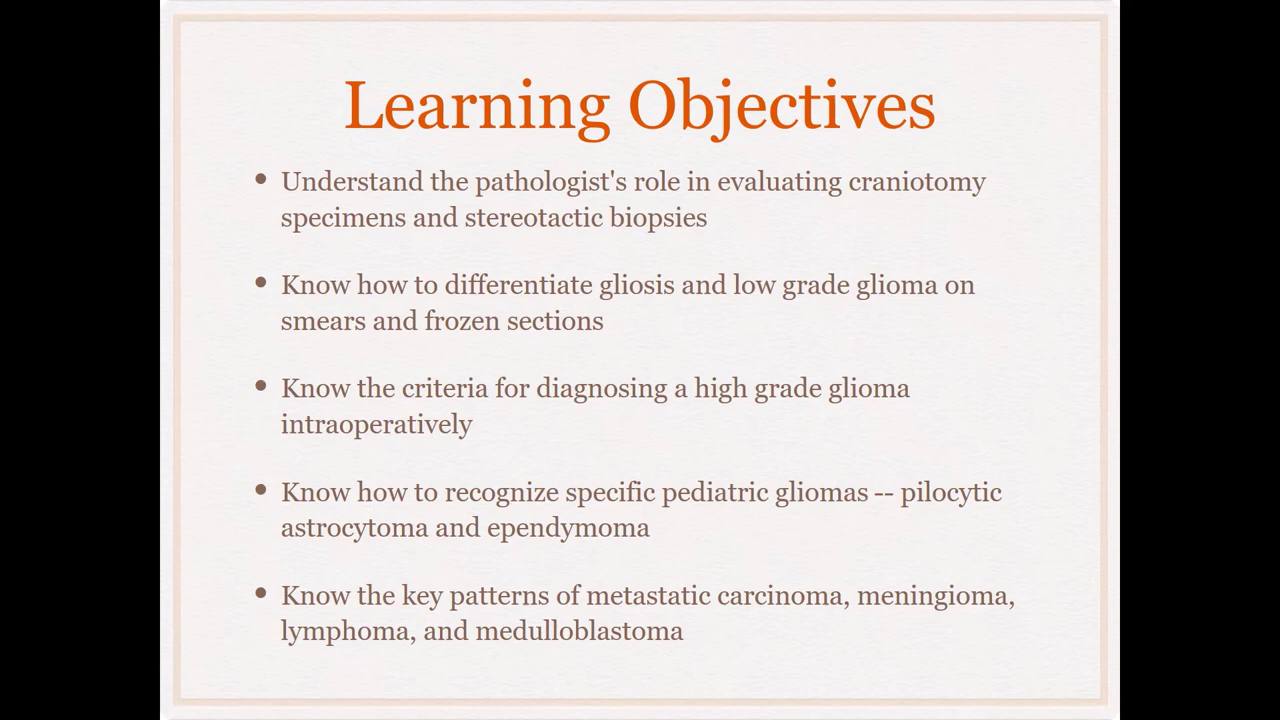 Learning Objectives
• Understand the pathologist's role in evaluating craniotomy
specimens and stereotactic biopsies
• Know how to differentiate gliosis and low grade glioma on
smears and frozen sections
• Know the criteria for diagnosing a high grade glioma
intraoperatively
• Know how to recognize specific pediatric gliomas -- pilocytic
astrocytoma and ependymoma
• Know the key patterns of metastatic carcinoma, meningioma,
lymphoma, and medulloblastoma